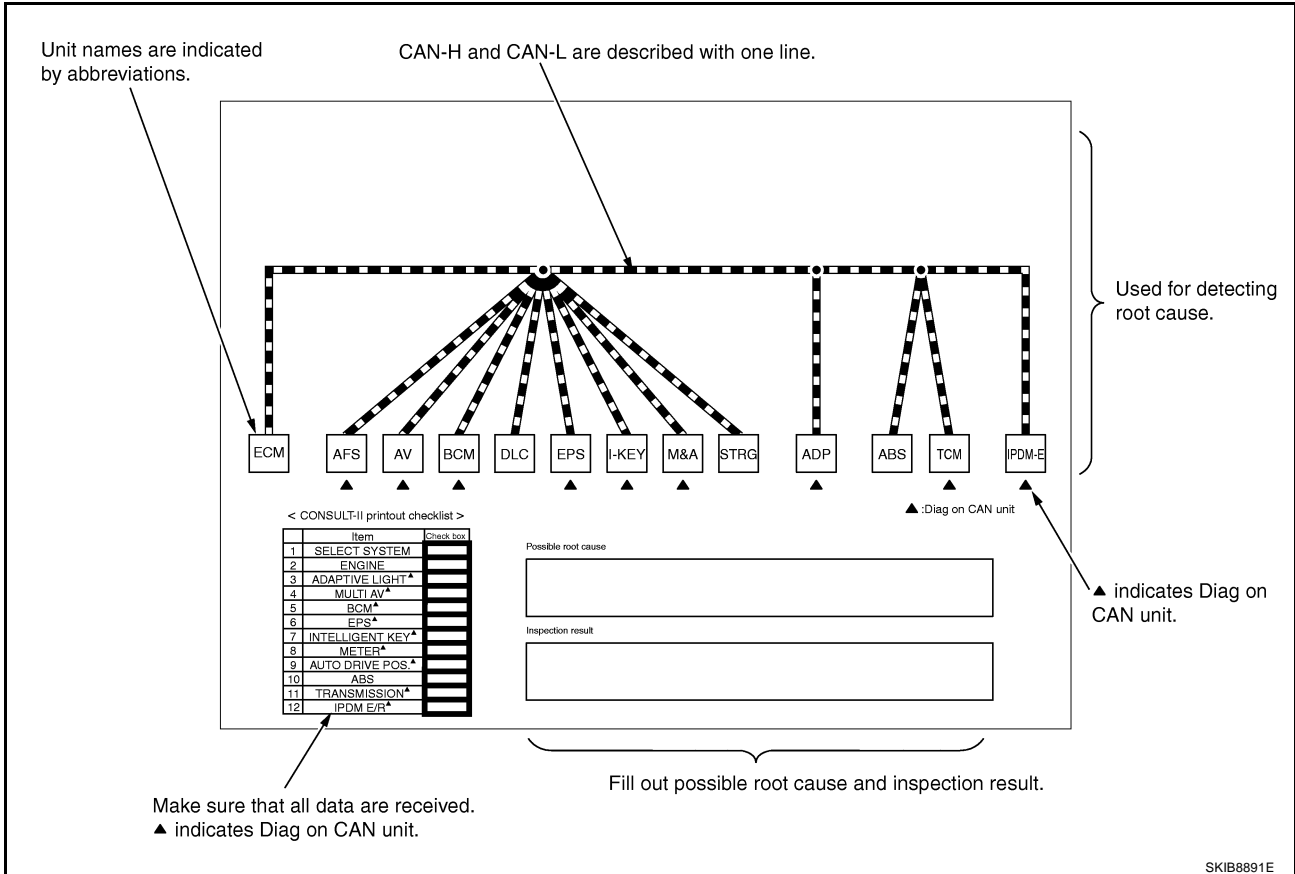 Unit names are indicated
by abbreviations.
CAN-H and CAN-L are described with one line.
Used for detecting
root cause.
ECM AFS AV BCM DLC EPS I-KEY M&A STRG ADP ABS TCM IPDM-E
▲ ▲ ▲ ▲ ▲ ▲ ▲ ▲ ▲
▲ :Diag on CAN unit
< CONSULT-II printout checklist >
Item Check box
1 SELECT SYSTEM
2 ENGINE
3 ADAPTIVE LIGHT▲
4 MULTI AV▲
5 BCM▲
6 EPS▲
7 INTELLIGENT KEY▲
8 METER▲
9 AUTO DRIVE POS.▲
10 ABS
11 TRANSMISSION▲
12 IPDM E/R▲
Possible root cause
Inspection result
▲ indicates Diag on
CAN unit.
Fill out possible root cause and inspection result.
Make sure that all data are received.
▲ indicates Diag on CAN unit.
SKIB8891E